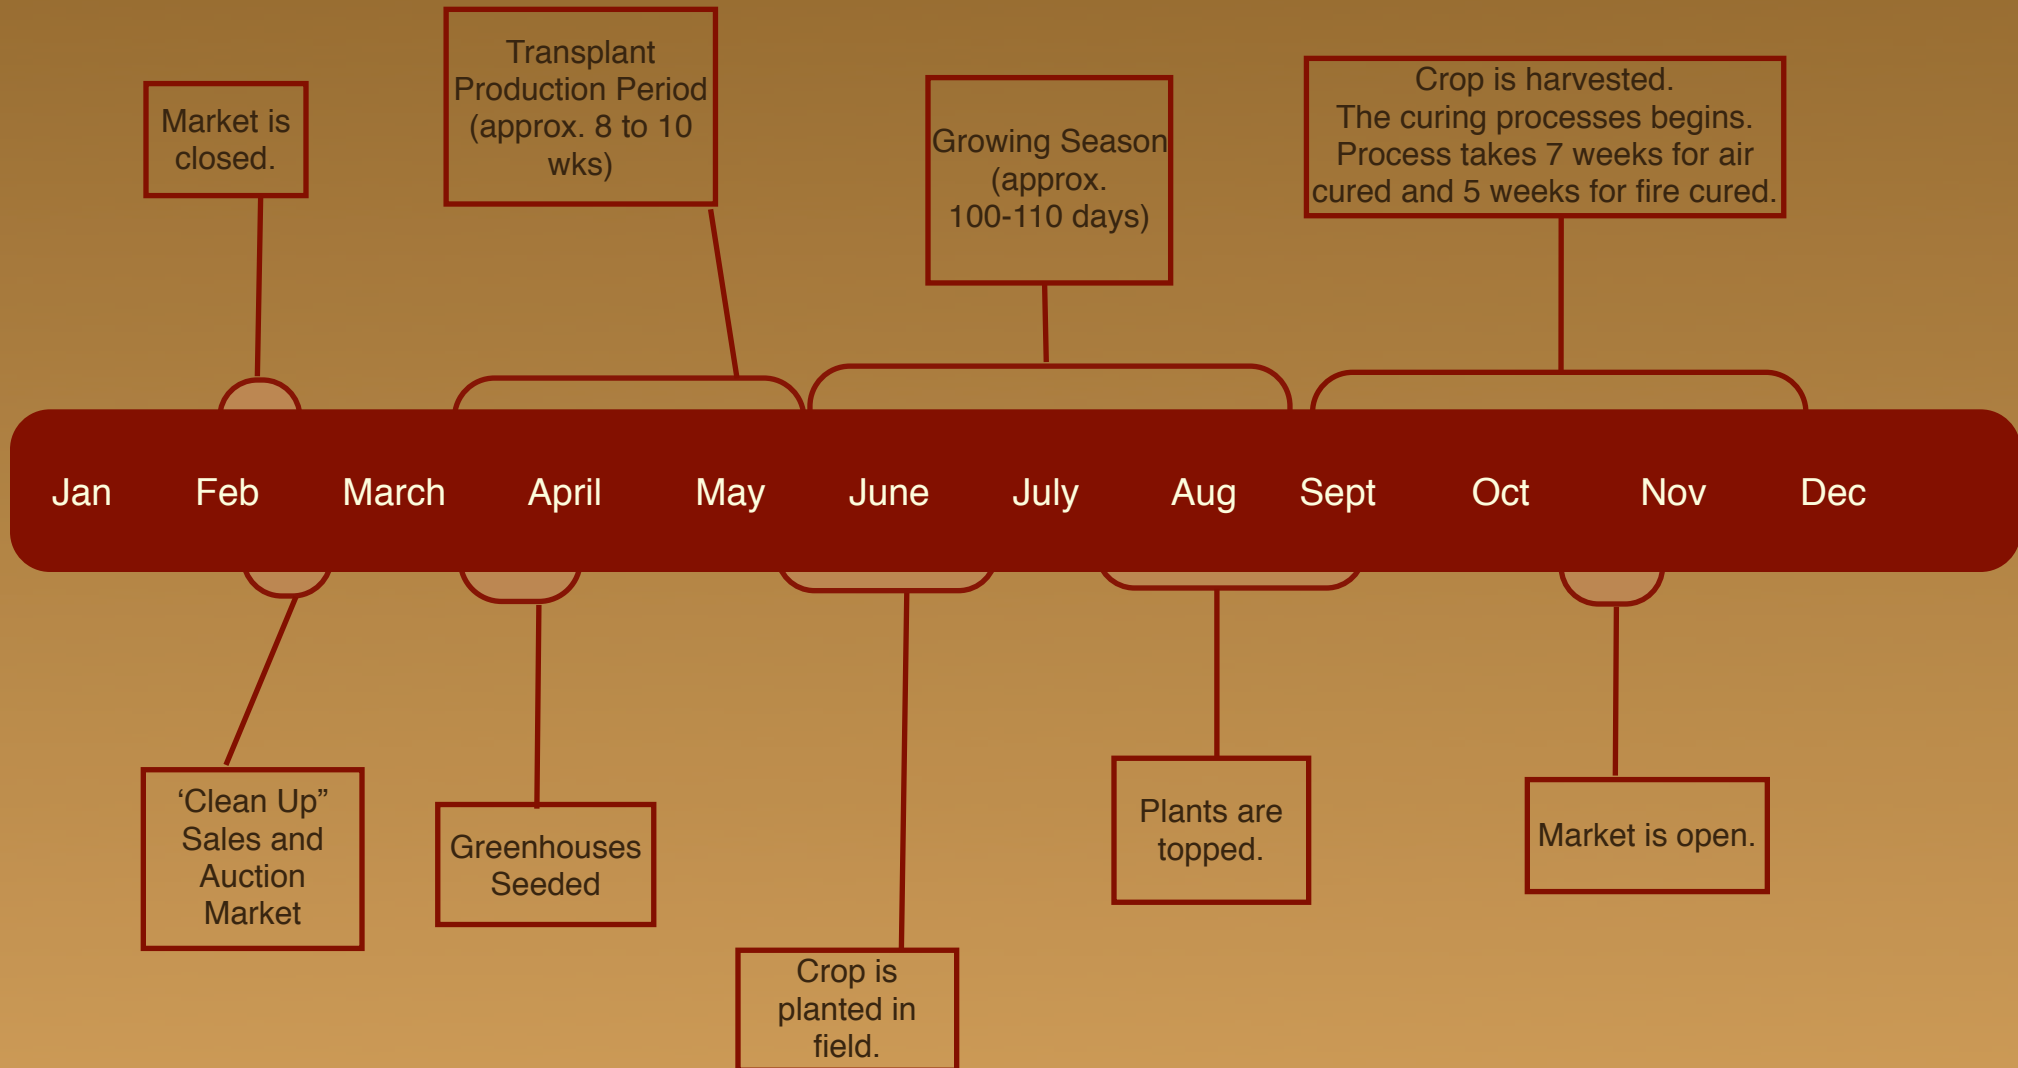 Market is
closed.
Transplant
Production Period
(approx. 8 to 10
wks)
Growing Season
(approx.
100-110 days)
Crop is harvested.
The curing processes begins.
Process takes 7 weeks for air
cured and 5 weeks for fire cured.
Jan Feb March April May June July Aug Sept Oct Nov Dec
‘Clean Up”
Sales and
Auction
Market
Greenhouses
Seeded
Crop is
planted in
field.
Plants are
topped.
Market is open.